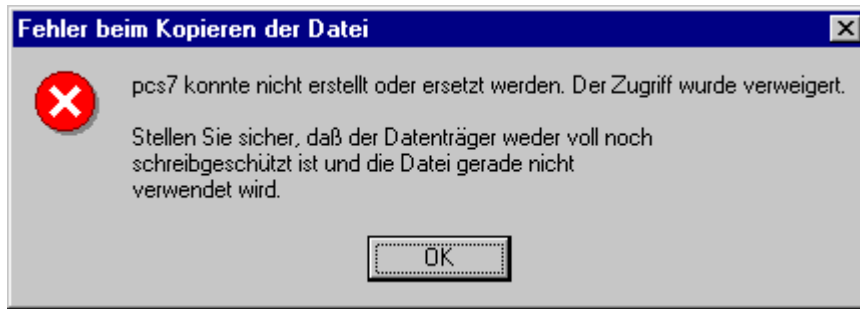 Fehler beim Kopieren der Datei
pcs7 konnte nicht erstellt oder ersetzt werden. Der Zugriff wurde verweigert.
Stellen Sie sicher, daß der Datenträger weder voll noch
schreibgeschützt ist und die Datei gerade nicht
verwendet wird.
OK